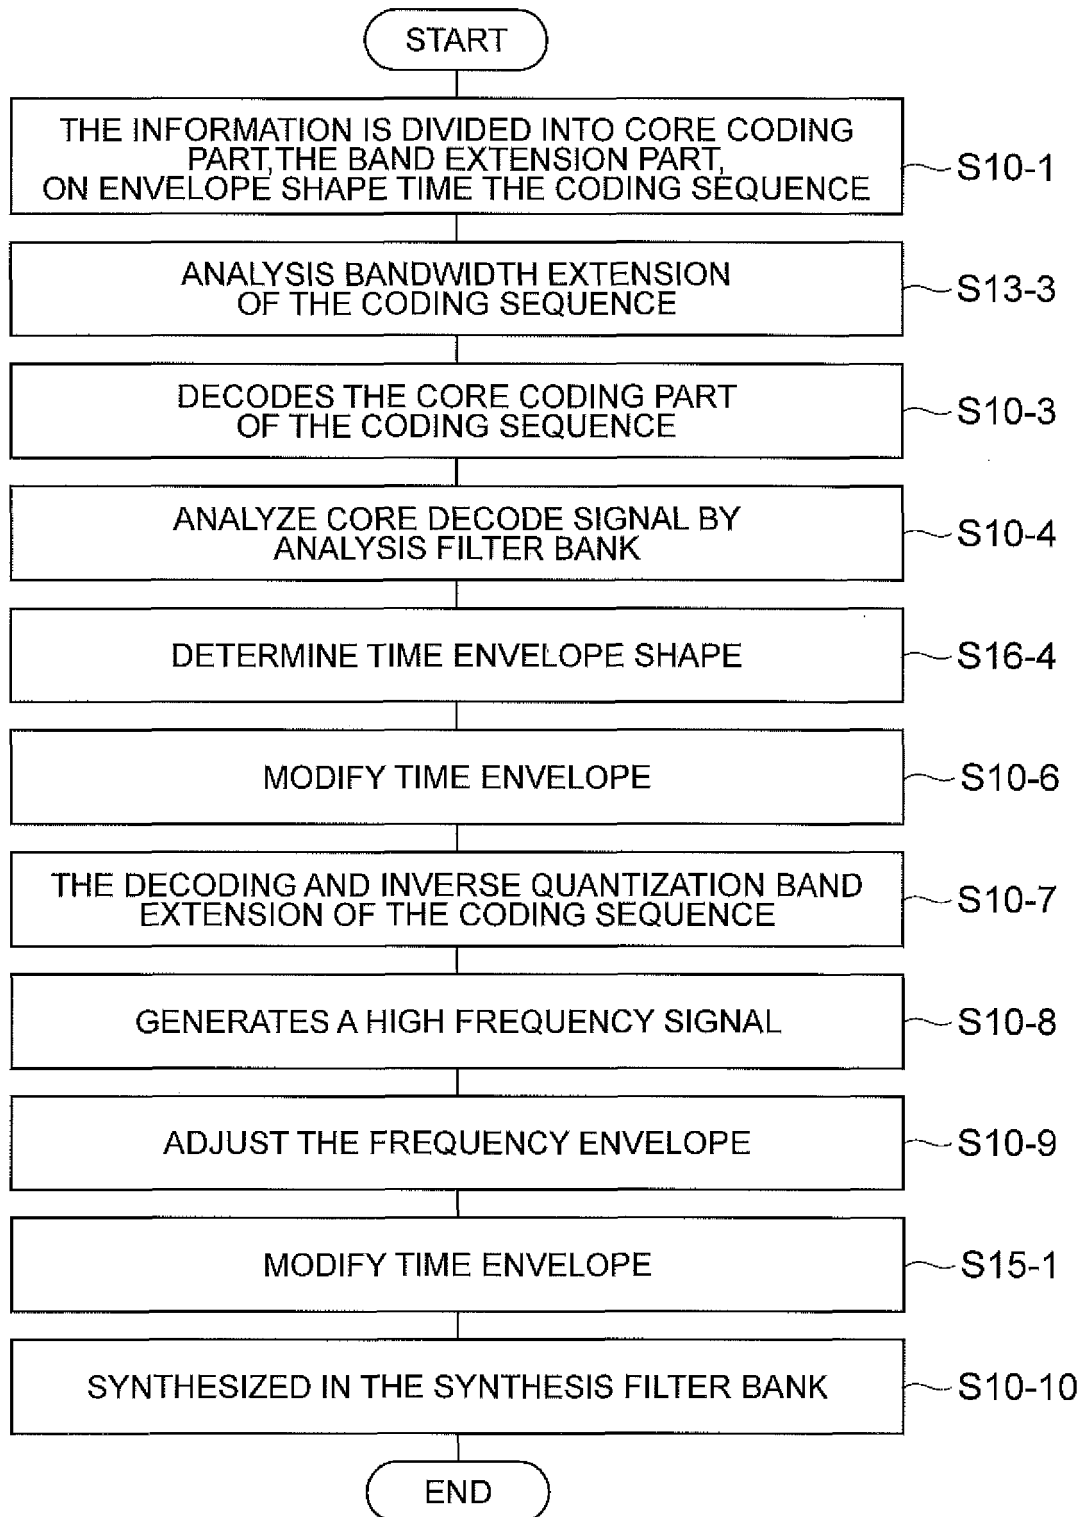 START
THE INFORMATION IS DIVIDED INTO CORE CODING
PART, THE BAND EXTENSION PART,
ON ENVELOPE SHAPE TIME THE CODING SEQUENCE
S10-1
ANALYSIS BANDWIDTH EXTENSION
OF THE CODING SEQUENCE
S13-3
DECODES THE CORE CODING PART
OF THE CODING SEQUENCE
S10-3
ANALYZE CORE DECODE SIGNAL BY
ANALYSIS FILTER BANK
S10-4
DETERMINE TIME ENVELOPE SHAPE
S16-4
MODIFY TIME ENVELOPE
S10-6
THE DECODING AND INVERSE QUANTIZATION BAND
EXTENSION OF THE CODING SEQUENCE
S10-7
GENERATES A HIGH FREQUENCY SIGNAL
S10-8
ADJUST THE FREQUENCY ENVELOPE
S10-9
MODIFY TIME ENVELOPE
S15-1
SYNTHESIZED IN THE SYNTHESIS FILTER BANK
S10-10
END